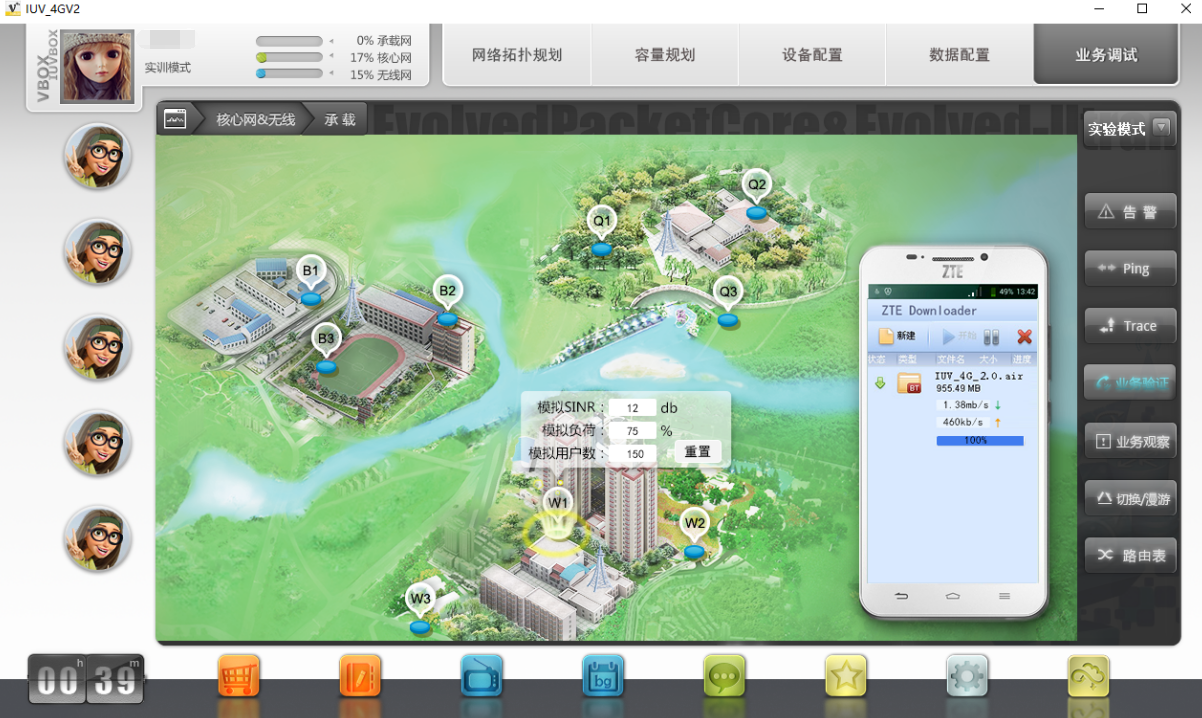 IUV_4GV2
VBOX
IUVBOX
实训模式
0% 承载网
17% 核心网
15% 无线网
网络拓扑规划
容量规划
设备配置
数据配置
业务调试
核心网&无线
承 载
EvolvedPacketCore&Evolved-
实验模式
告 警
Ping
Trace
业务验证
业务观察
切换/漫游
路由表
Q1
Q2
Q3
B1
B2
B3
模拟SINR : 12 db
模拟负荷 : 75 %
模拟用户数 : 150 重置
W1
W2
W3
ZTE
49% 13:42
ZTE Downloader
新建 开始
状态 类型 文件名 大小 进度
BT
IUV_4G_2.0.air
955.49 MB
1.38mb/s
460kb/s
100%
00 h 39 m
bg